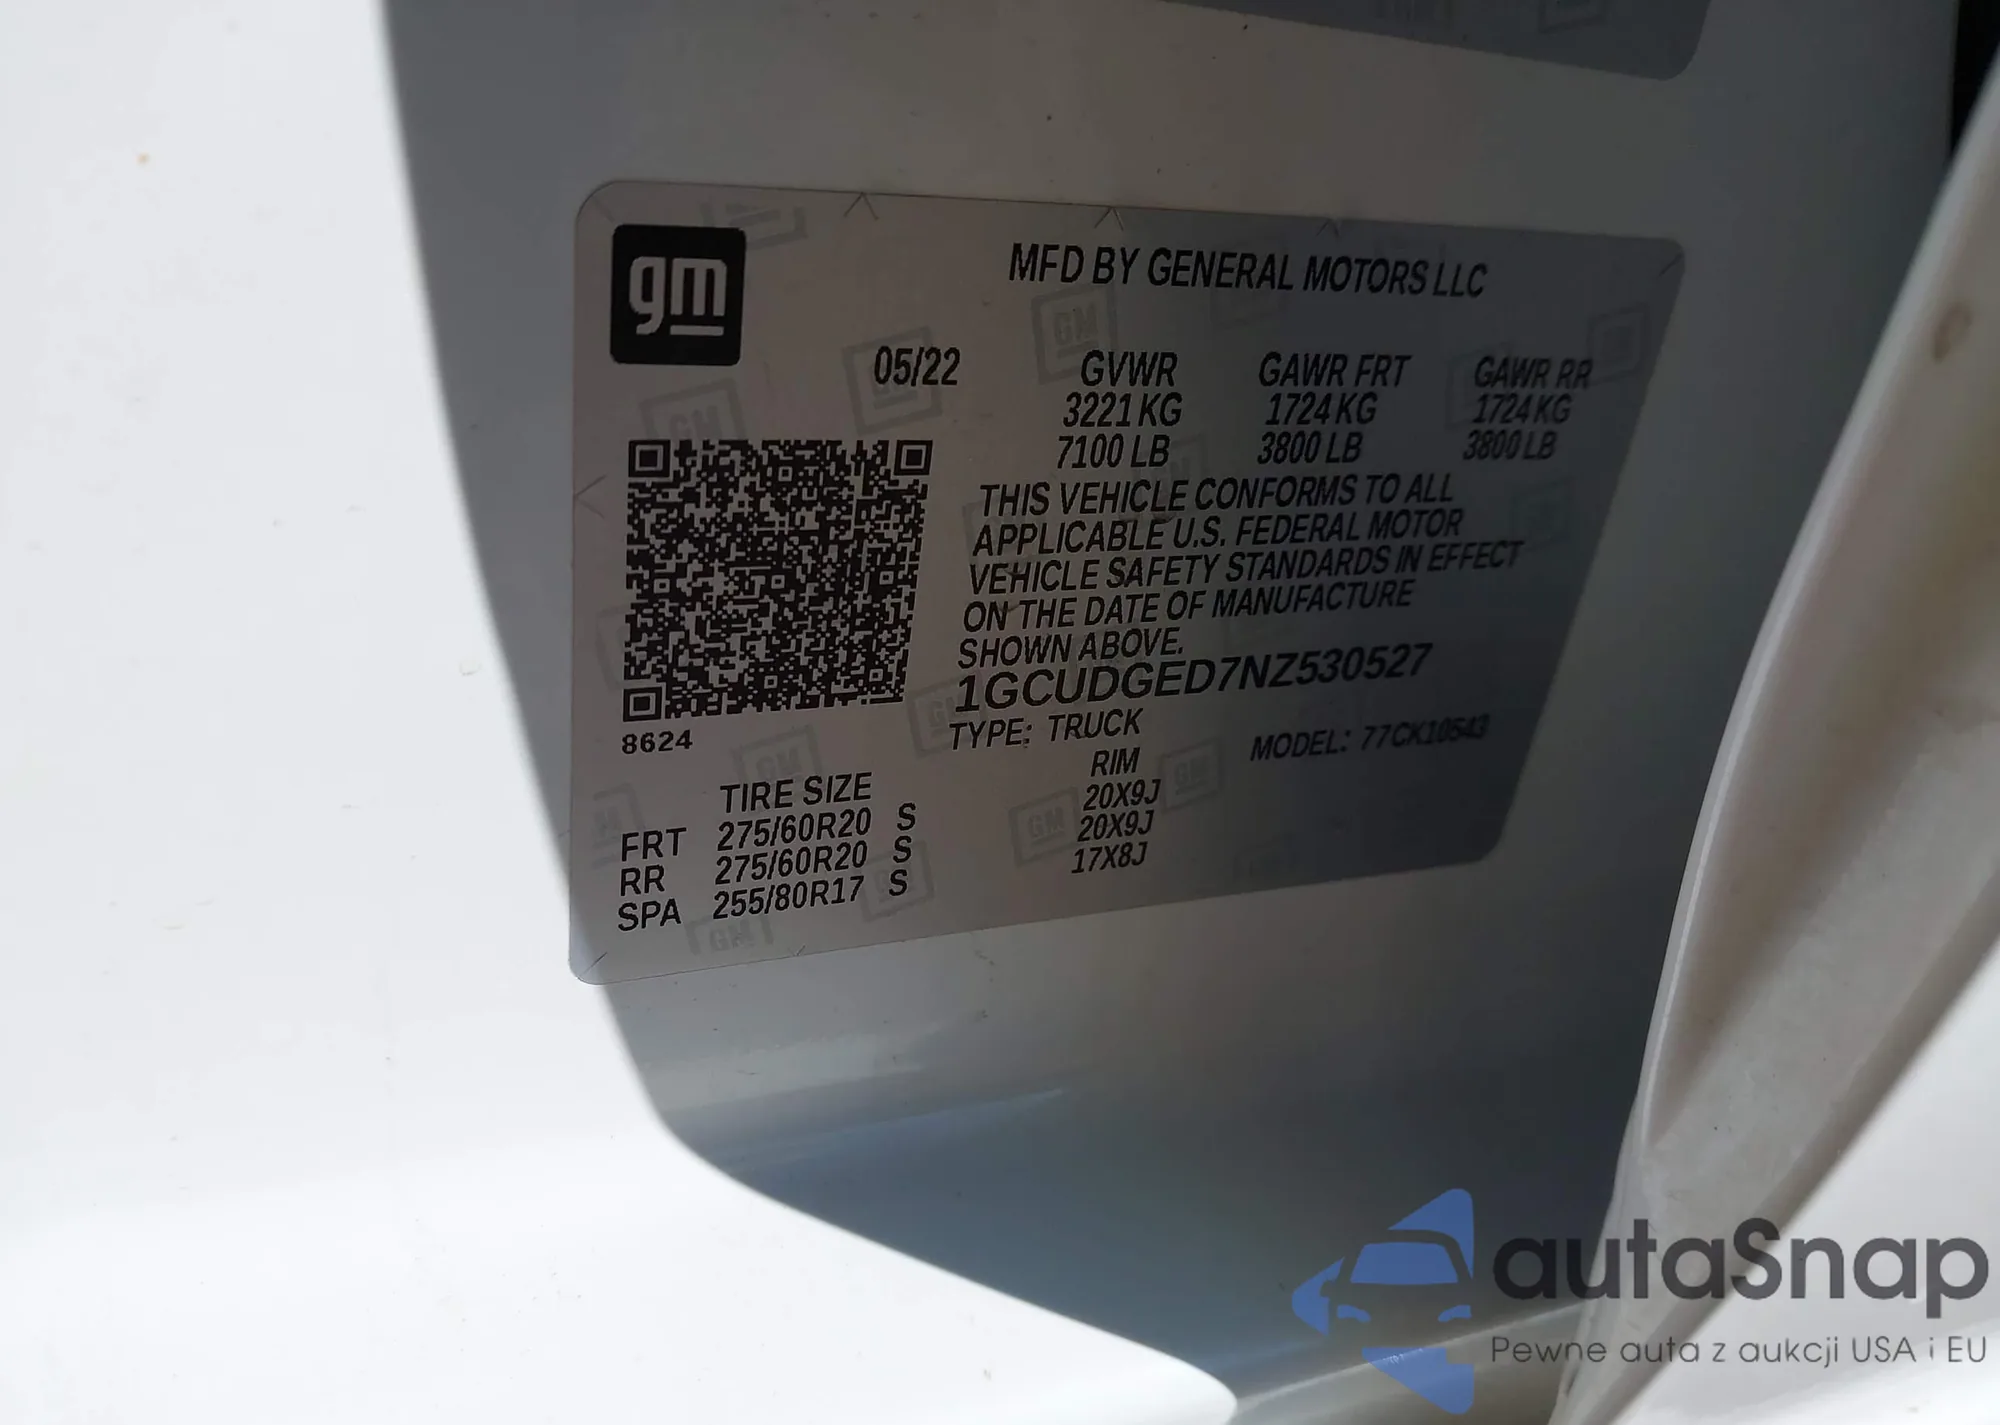 gm
MFD BY GENERAL MOTORS LLC
05/22 GVWR GAWR FRT GAWR RR
3221 KG 1724 KG 1724 KG
7100 LB 3800 LB 3800 LB
THIS VEHICLE CONFORMS TO ALL
APPLICABLE U.S. FEDERAL MOTOR
VEHICLE SAFETY STANDARDS IN EFFECT
ON THE DATE OF MANUFACTURE
SHOWN ABOVE.
1GCUDGED7NZ530527
8624
TYPE: TRUCK MODEL: 77CK10543
TIRE SIZE RIM
FRT 275/60R20 S 20X9J
RR 275/60R20 S 20X9J
SPA 255/80R17 S 17X8J
autaSnap
Pewne auta z aukcji USA i EU